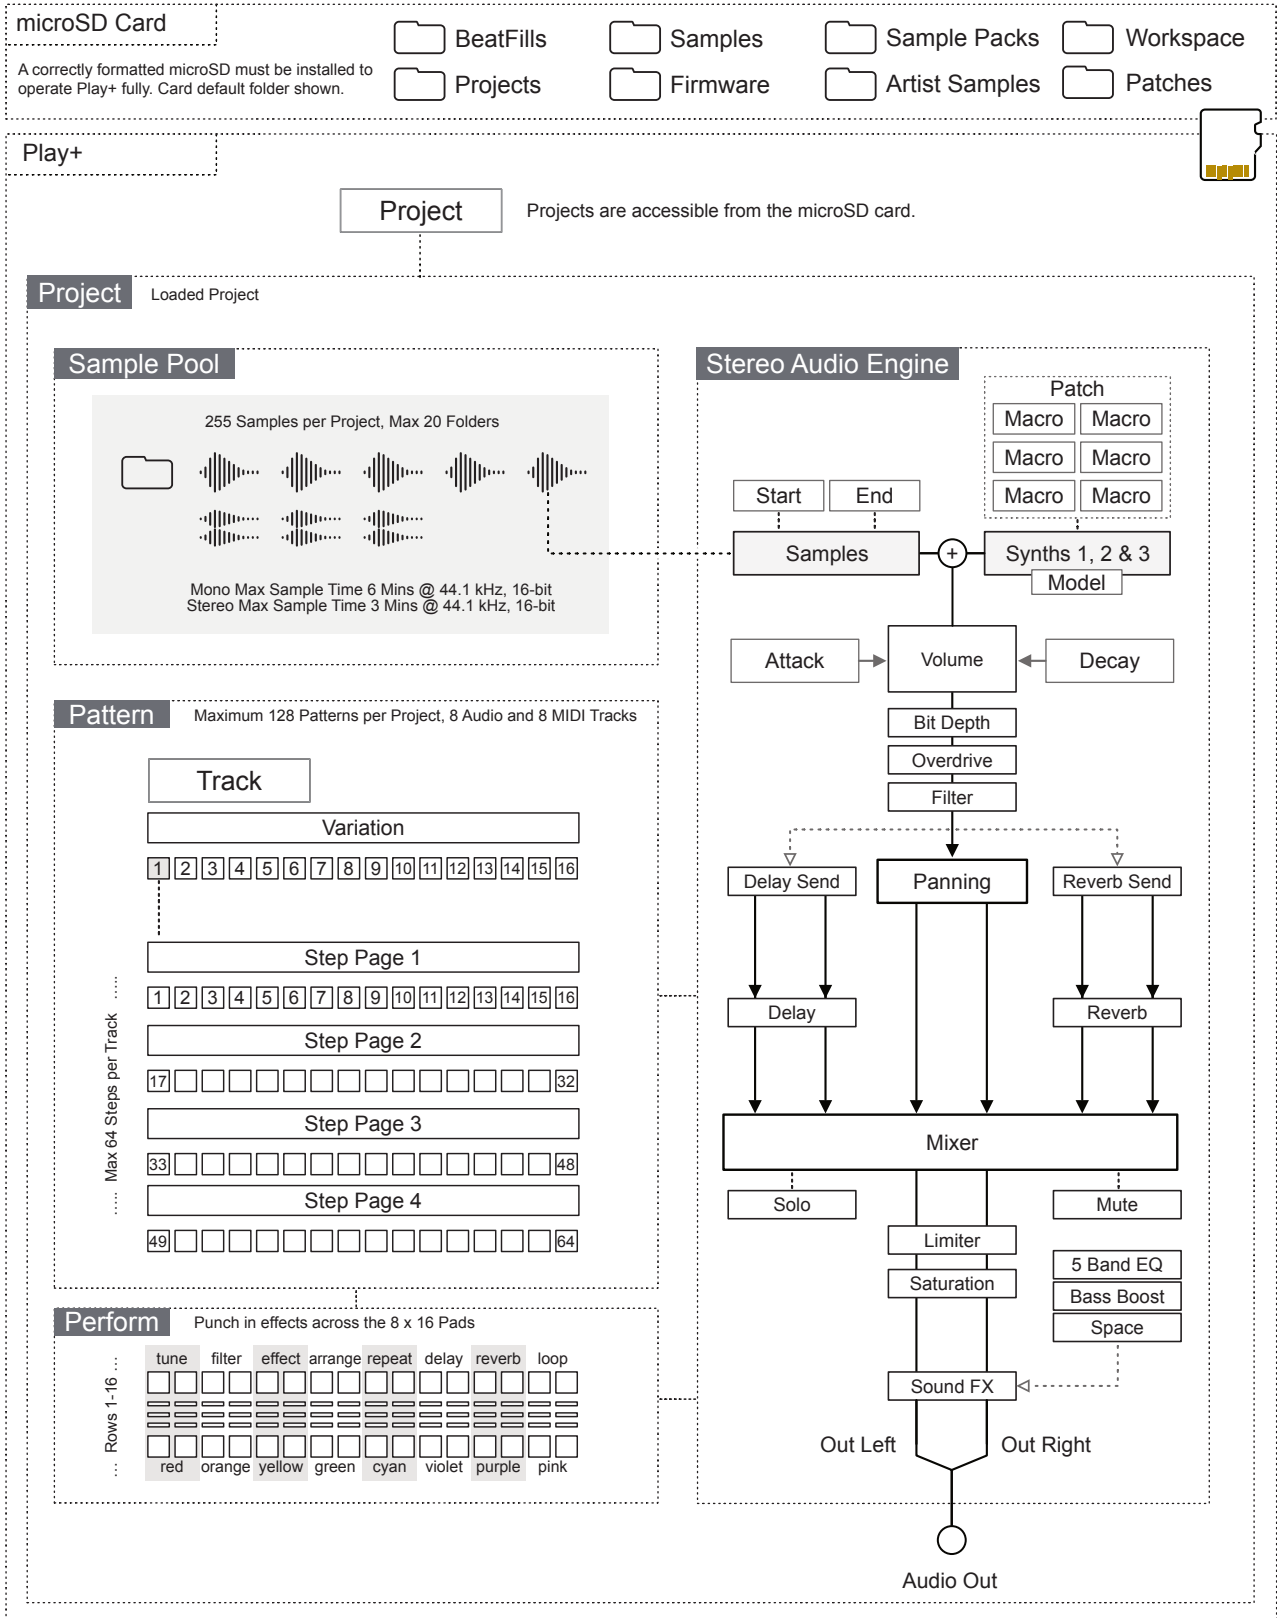 microSD Card
A correctly formatted microSD must be installed to
operate Play+ fully. Card default folder shown.
BeatFills
Samples
Sample Packs
Workspace
Projects
Firmware
Artist Samples
Patches
Play+
Project
Projects are accessible from the microSD card.
Project
Loaded Project
Sample Pool
255 Samples per Project, Max 20 Folders
Mono Max Sample Time 6 Mins @ 44.1 kHz, 16-bit
Stereo Max Sample Time 3 Mins @ 44.1 kHz, 16-bit
Pattern
Maximum 128 Patterns per Project, 8 Audio and 8 MIDI Tracks
Track
Variation
1 2 3 4 5 6 7 8 9 10 11 12 13 14 15 16
..... Max 64 Steps per Track .....
Step Page 1
1 2 3 4 5 6 7 8 9 10 11 12 13 14 15 16
Step Page 2
17 32
Step Page 3
33 48
Step Page 4
49 64
Perform
Punch in effects across the 8 x 16 Pads
... Rows 1-16 ...
tune filter effect arrange repeat delay reverb loop
red orange yellow green cyan violet purple pink
Stereo Audio Engine
Patch
Macro Macro
Macro Macro
Macro Macro
Start
End
Samples
+
Synths 1, 2 & 3
Model
Attack
Volume
Decay
Bit Depth
Overdrive
Filter
Delay Send
Panning
Reverb Send
Delay
Reverb
Mixer
Solo
Mute
Limiter
Saturation
5 Band EQ
Bass Boost
Space
Sound FX
Out Left
Out Right
Audio Out